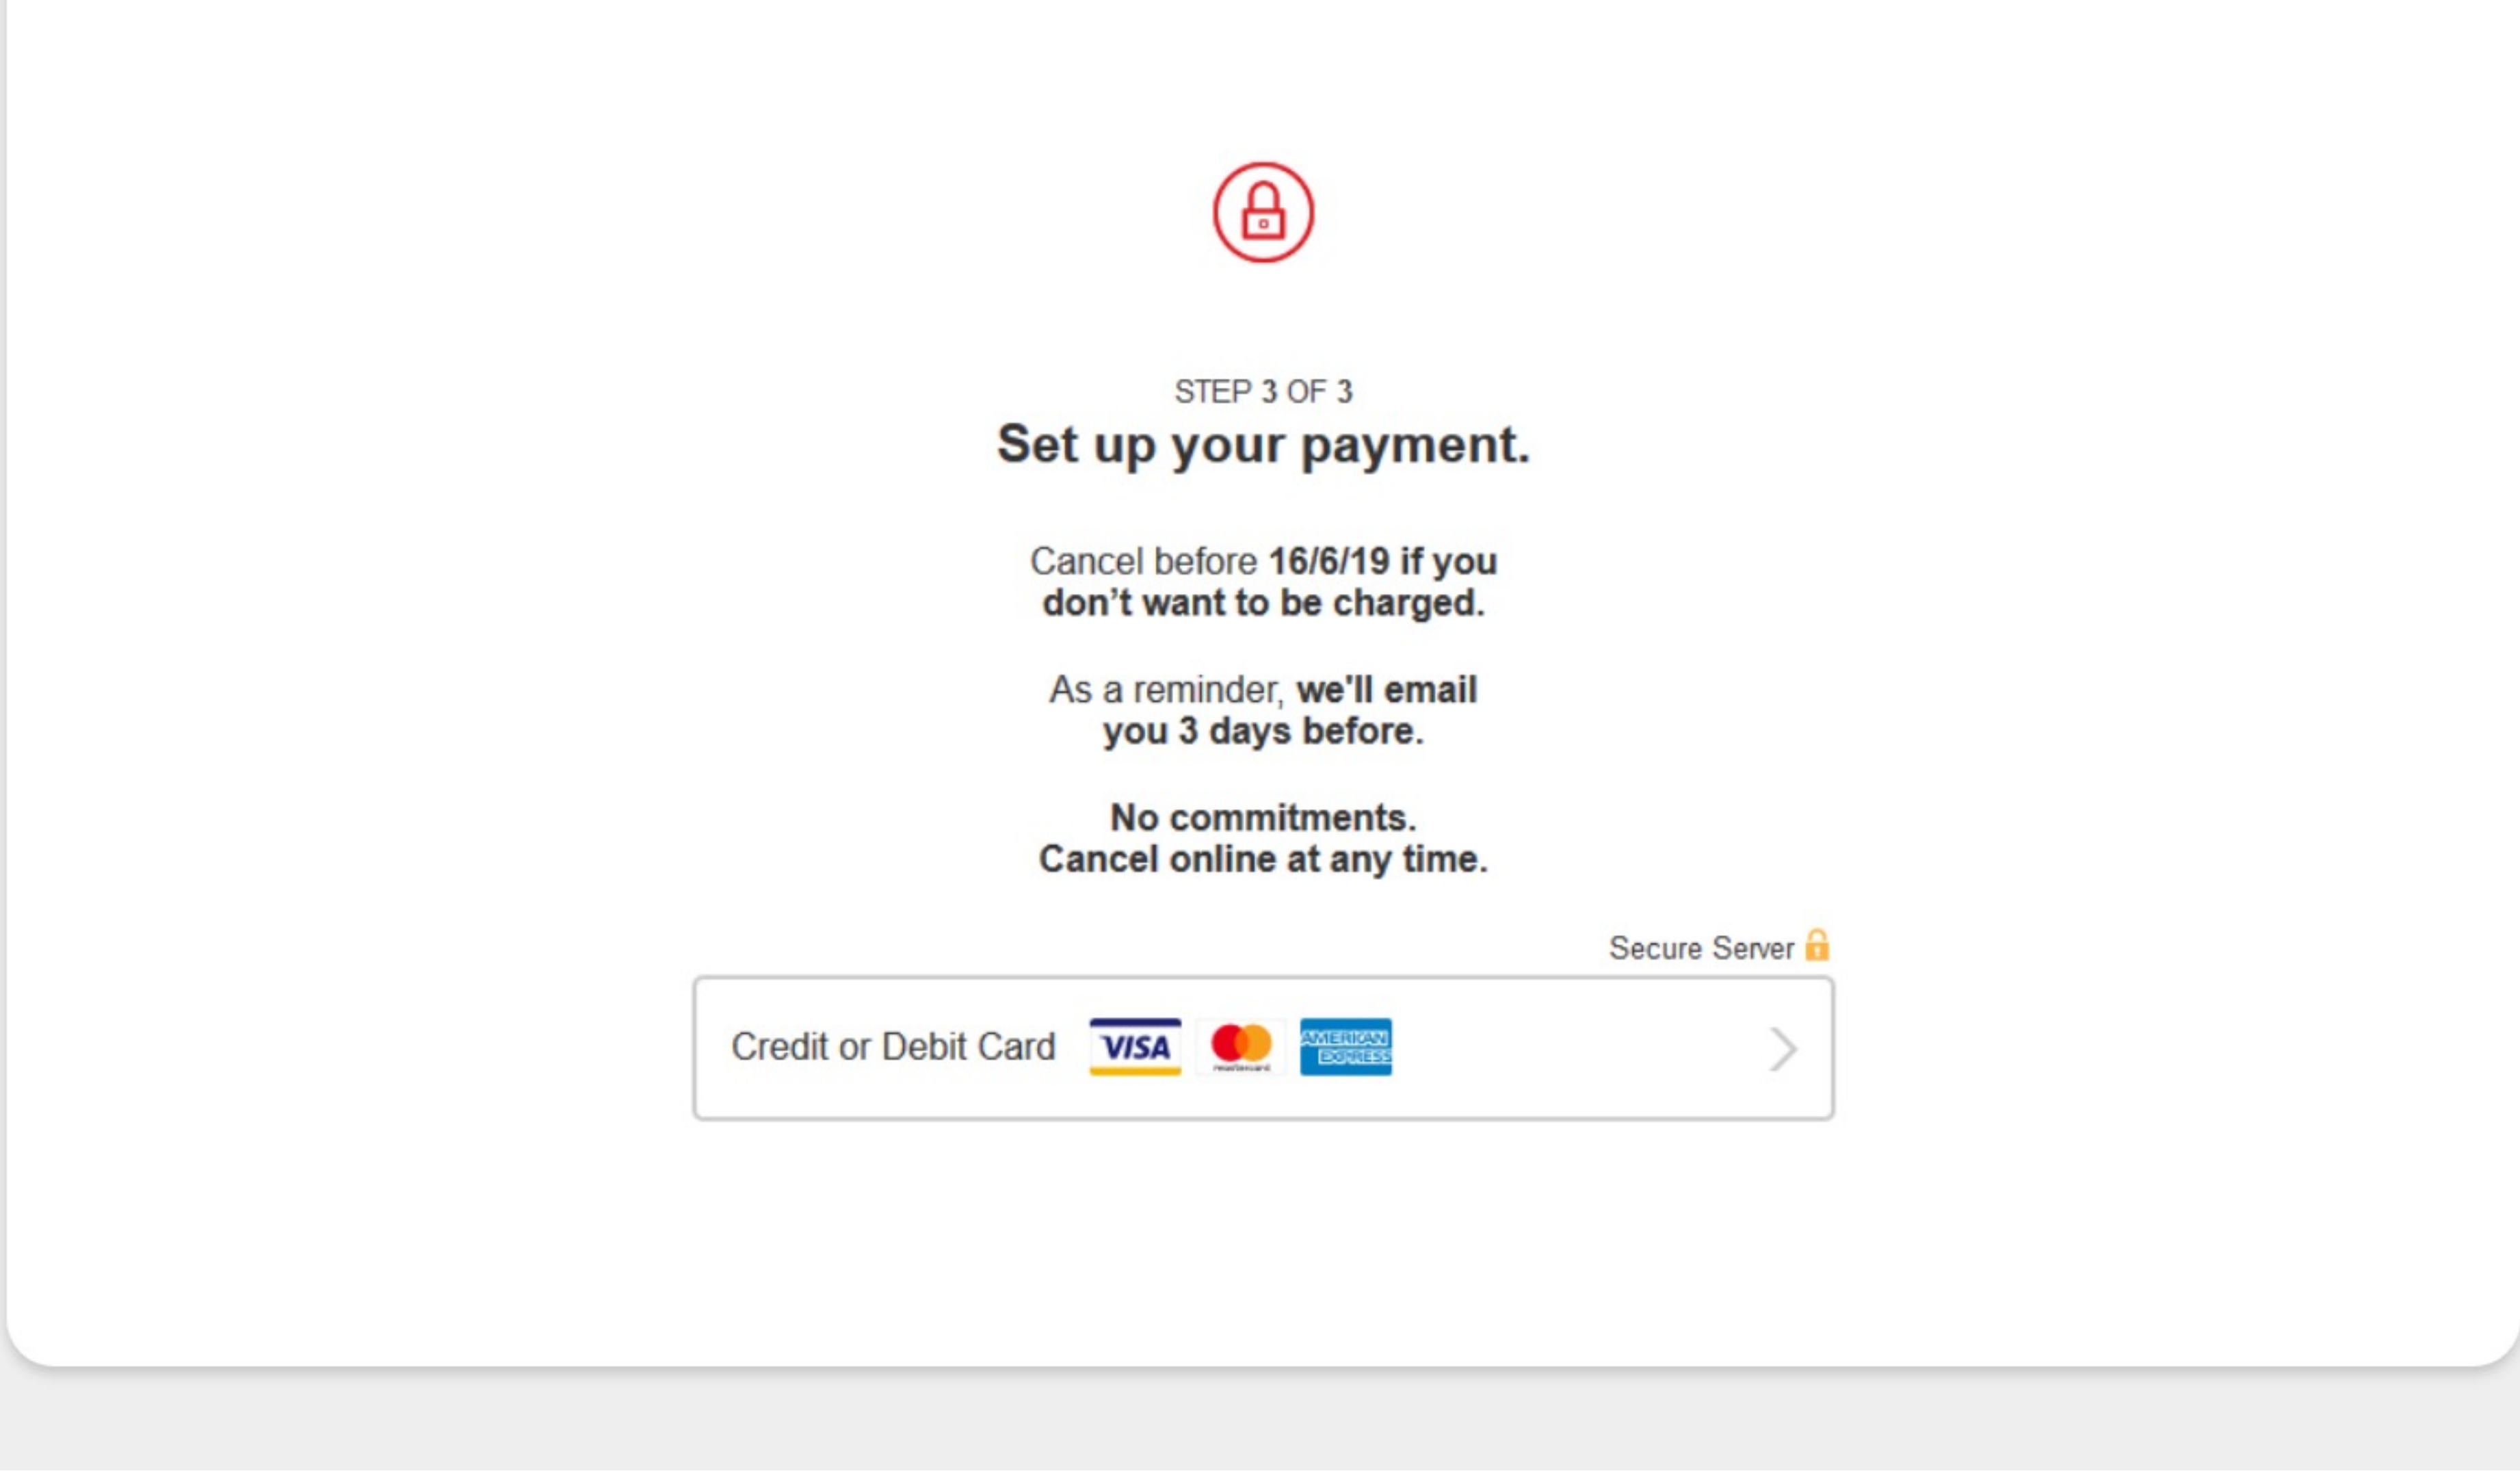 STEP 3 OF 3
Set up your payment.
Cancel before 16/6/19 if you
don’t want to be charged.
As a reminder, we'll email
you 3 days before.
No commitments.
Cancel online at any time.
Secure Server
Credit or Debit Card VISA mastercard AMERICAN EXPRESS